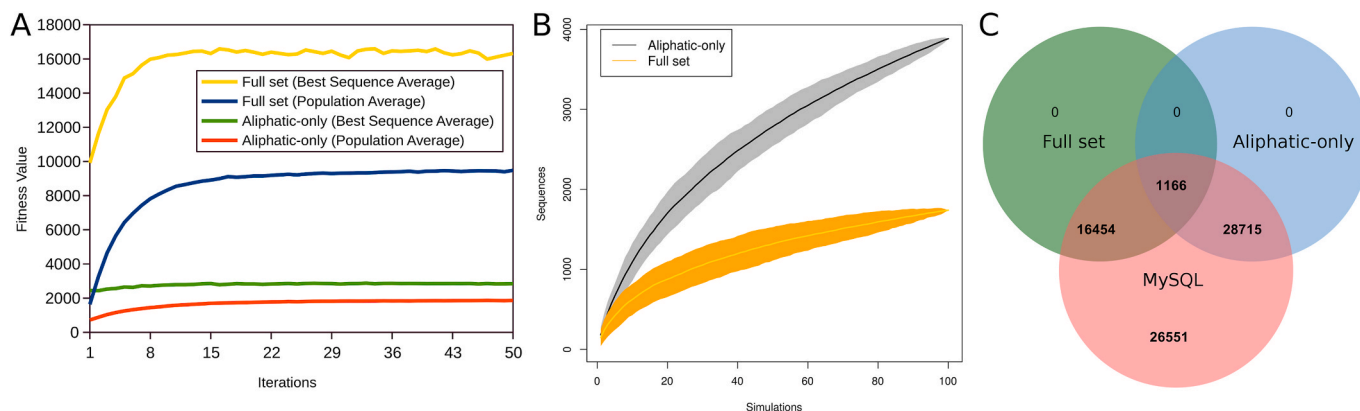 A
18000
16000
14000
12000
10000
8000
6000
4000
2000
0
Fitness Value
Full set (Best Sequence Average)
Full set (Population Average)
Aliphatic-only (Best Sequence Average)
Aliphatic-only (Population Average)
1 8 15 22 29 36 43 50
Iterations
B
4000
3000
2000
1000
0
Sequences
Aliphatic-only
Full set
0 20 40 60 80 100
Simulations
C
0 0 0
Full set Aliphatic-only
1166
16454 28715
MySQL
26551